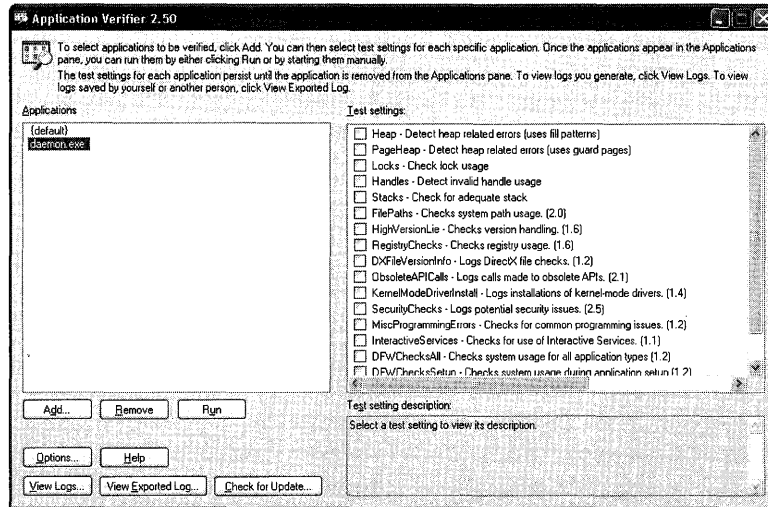 Application Verifier 2.50
To select applications to be verified, click Add. You can then select test settings for each specific application. Once the applications appear in the Applications
pane, you can run them by either clicking Run or by starting them manually.
The test settings for each application persist until the application is removed from the Applications pane. To view logs you generate, click View Logs. To view
logs saved by yourself or another person, click View Exported Log.
Applications
{default}
daemon.exe
Test settings:
Heap - Detect heap related errors (uses fill patterns)
PageHeap - Detect heap related errors (uses guard pages)
Locks - Check lock usage
Handles - Detect invalid handle usage
Stacks - Check for adequate stack
FilePaths - Checks system path usage. (2.0)
HighVersionLie - Checks version handling. (1.6)
RegistryChecks - Checks registry usage. (1.6)
DXFileVersionInfo - Logs DirectX file checks. (1.2)
ObsoleteAPICalls - Logs calls made to obsolete APIs. (2.1)
KernelModeDriverInstall - Logs installations of kernel-mode drivers. (1.4)
SecurityChecks - Logs potential security issues. (2.5)
MiscProgrammingErrors - Checks for common programming issues. (1.2)
InteractiveServices - Checks for use of Interactive Services. (1.1)
DFWChecksAll - Checks system usage for all application types (1.2)
DFWChecksSetup - Checks system usage during application setup (1.2)
Add... Remove Run
Test setting description:
Select a test setting to view its description.
Options... Help
View Logs... View Exported Log... Check for Update...